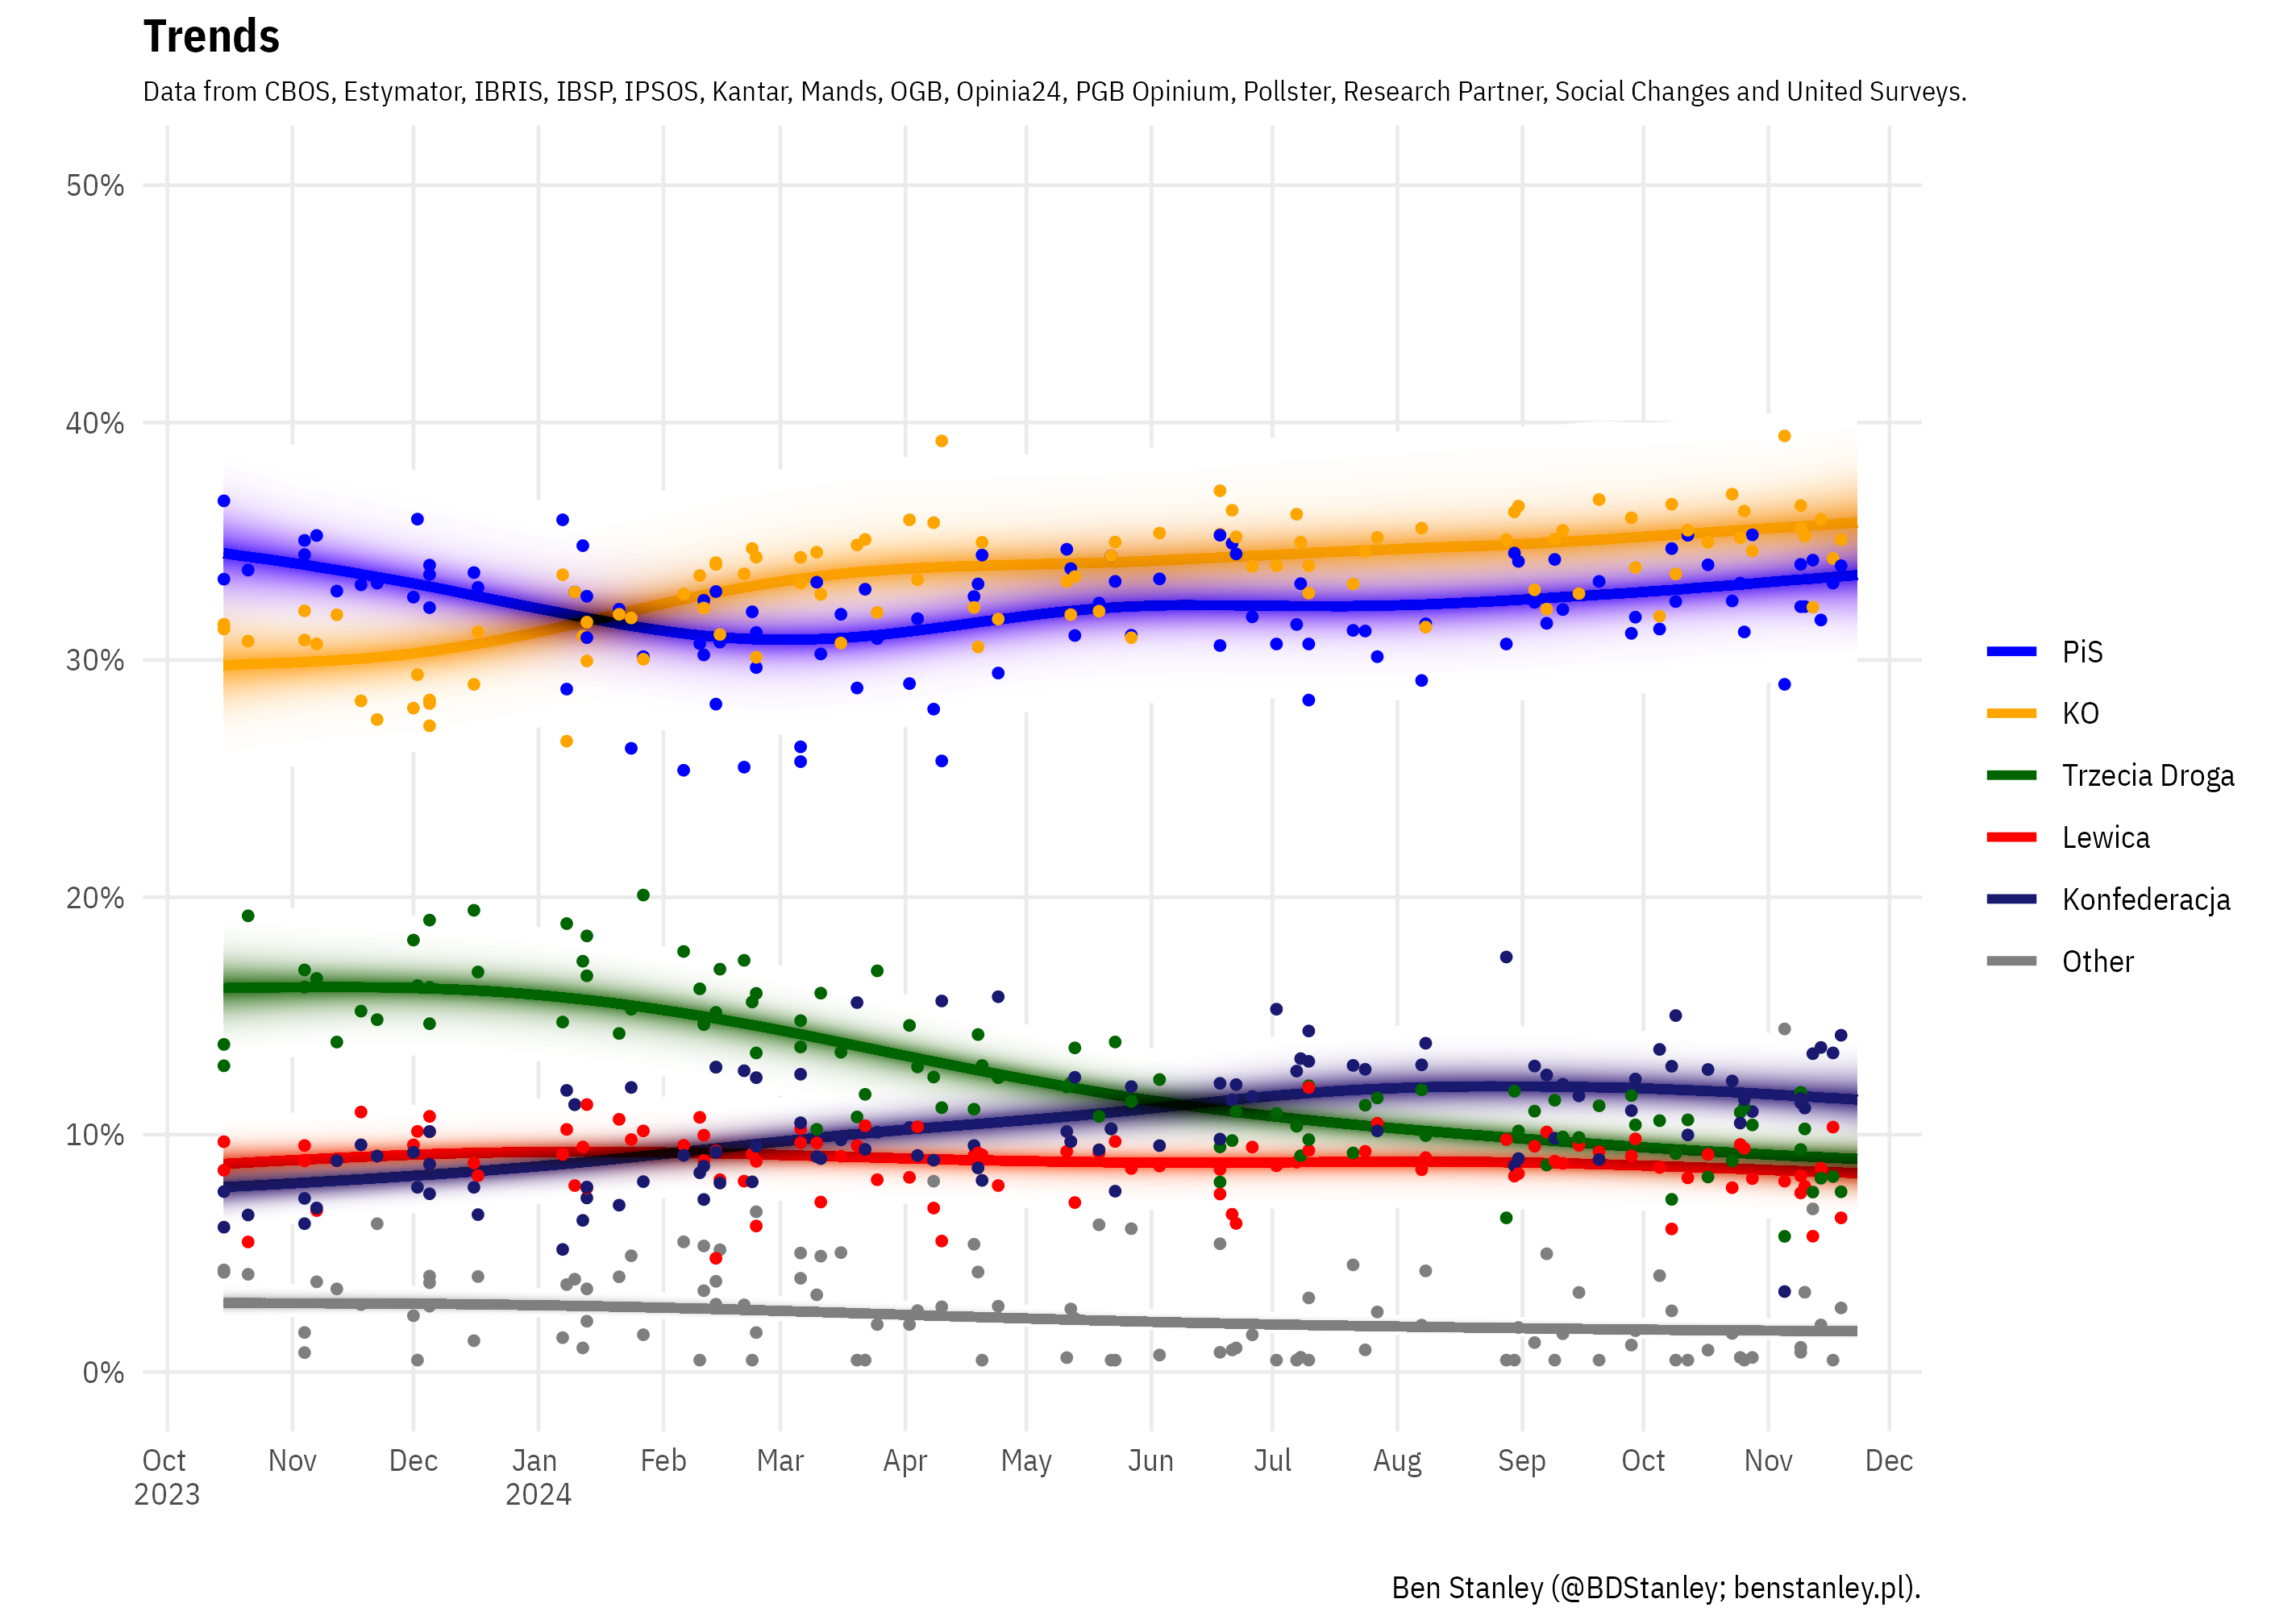 Trends
Data from CBOS, Estymator, IBRIS, IBSP, IPSOS, Kantar, Mands, OGB, Opinia24, PGB Opinium, Pollster, Research Partner, Social Changes and United Surveys.
50%
40%
30%
20%
10%
0%
Oct Nov Dec Jan Feb Mar Apr May Jun Jul Aug Sep Oct Nov Dec
2023 2024
PiS
KO
Trzecia Droga
Lewica
Konfederacja
Other
Ben Stanley (@BDStanley; benstanley.pl).